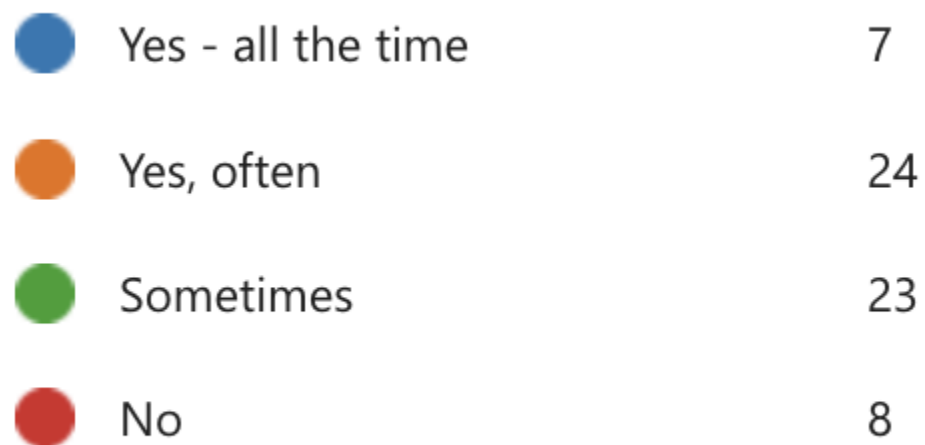 Yes - all the time 7
Yes, often 24
Sometimes 23
No 8